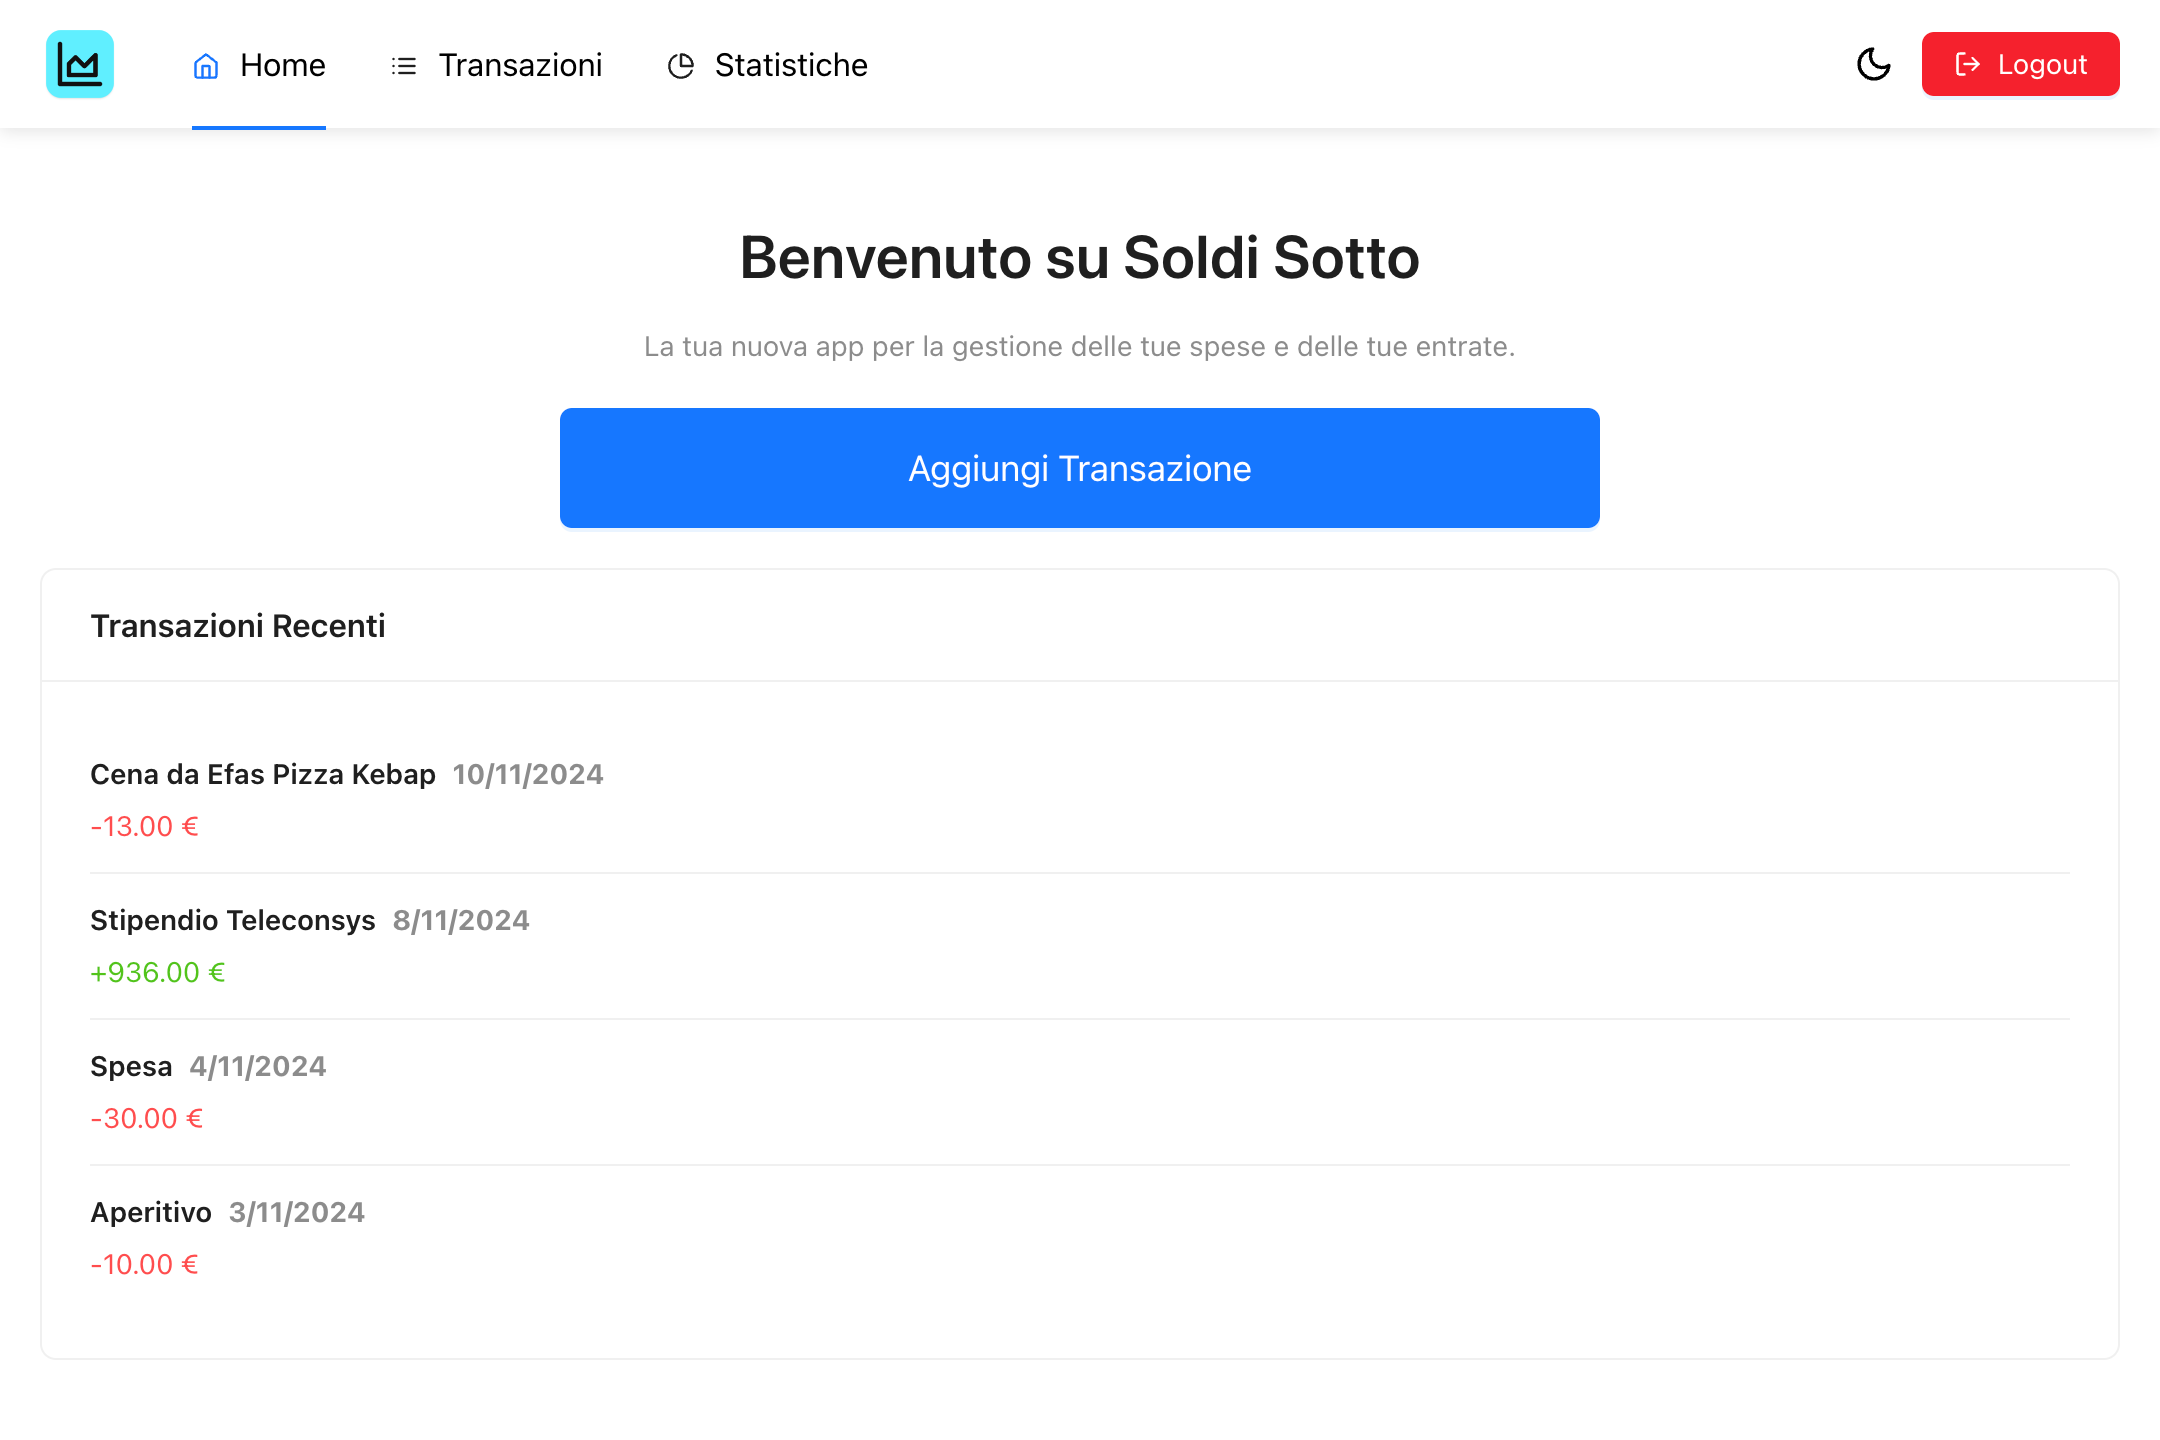 Home Transazioni Statistiche Logout
Benvenuto su Soldi Sotto
La tua nuova app per la gestione delle tue spese e delle tue entrate.
Aggiungi Transazione
Transazioni Recenti
Cena da Efas Pizza Kebap 10/11/2024
-13.00 €
Stipendio Teleconsys 8/11/2024
+936.00 €
Spesa 4/11/2024
-30.00 €
Aperitivo 3/11/2024
-10.00 €